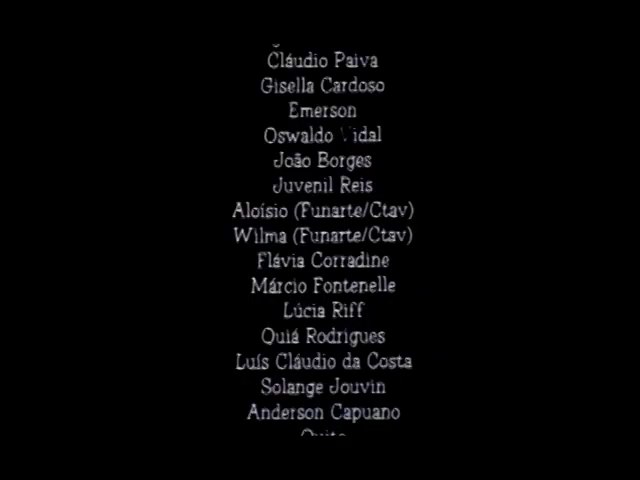 Cláudio Paiva
Gisella Cardoso
Emerson
Oswaldo Vidal
João Borges
Juvenil Reis
Aloísio (Funarte/Ctav)
Wilma (Funarte/Ctav)
Flávia Corradine
Márcio Fontenelle
Lúcia Riff
Quiá Rodrigues
Luís Cláudio da Costa
Solange Jouvin
Anderson Capuano